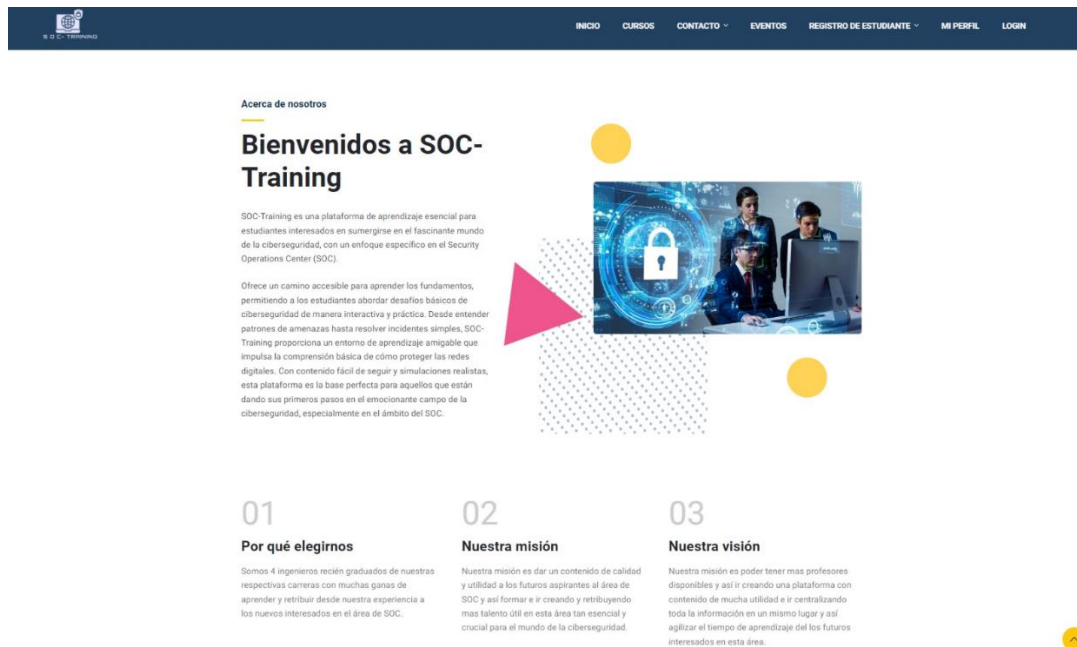 SOC-TRAINING
INICIO CURSOS CONTACTO EVENTOS REGISTRO DE ESTUDIANTE MI PERFIL LOGIN
Acerca de nosotros
Bienvenidos a SOC-
Training
SOC-Training es una plataforma de aprendizaje esencial para
estudiantes interesados en sumergirse en el fascinante mundo
de la ciberseguridad, con un enfoque específico en el Security
Operations Center (SOC).
Ofrece un camino accesible para aprender los fundamentos,
permitiendo a los estudiantes abordar desafíos básicos de
ciberseguridad de manera interactiva y práctica. Desde entender
patrones de amenazas hasta resolver incidentes simples, SOC-
Training proporciona un entorno de aprendizaje amigable que
impulsa la comprensión básica de cómo proteger las redes
digitales. Con contenido fácil de seguir y simulaciones realistas,
esta plataforma es la base perfecta para aquellos que están
dando sus primeros pasos en el emocionante campo de la
ciberseguridad, especialmente en el ámbito del SOC.
01
Por qué elegirnos
Somos 4 ingenieros recién graduados de nuestras
respectivas carreras con muchas ganas de
aprender y retribuir desde nuestra experiencia a
los nuevos interesados en el área de SOC.
02
Nuestra misión
Nuestra misión es dar un contenido de calidad
y utilidad a los futuros aspirantes al área de
SOC y así formar e ir creando y retribuyendo
mas talento útil en esta área tan esencial y
crucial para el mundo de la ciberseguridad.
03
Nuestra visión
Nuestra misión es poder tener mas profesores
disponibles y así ir creando una plataforma con
contenido de mucha utilidad e ir centralizando
toda la información en un mismo lugar y así
agilizar el tiempo de aprendizaje del los futuros
interesados en esta área.